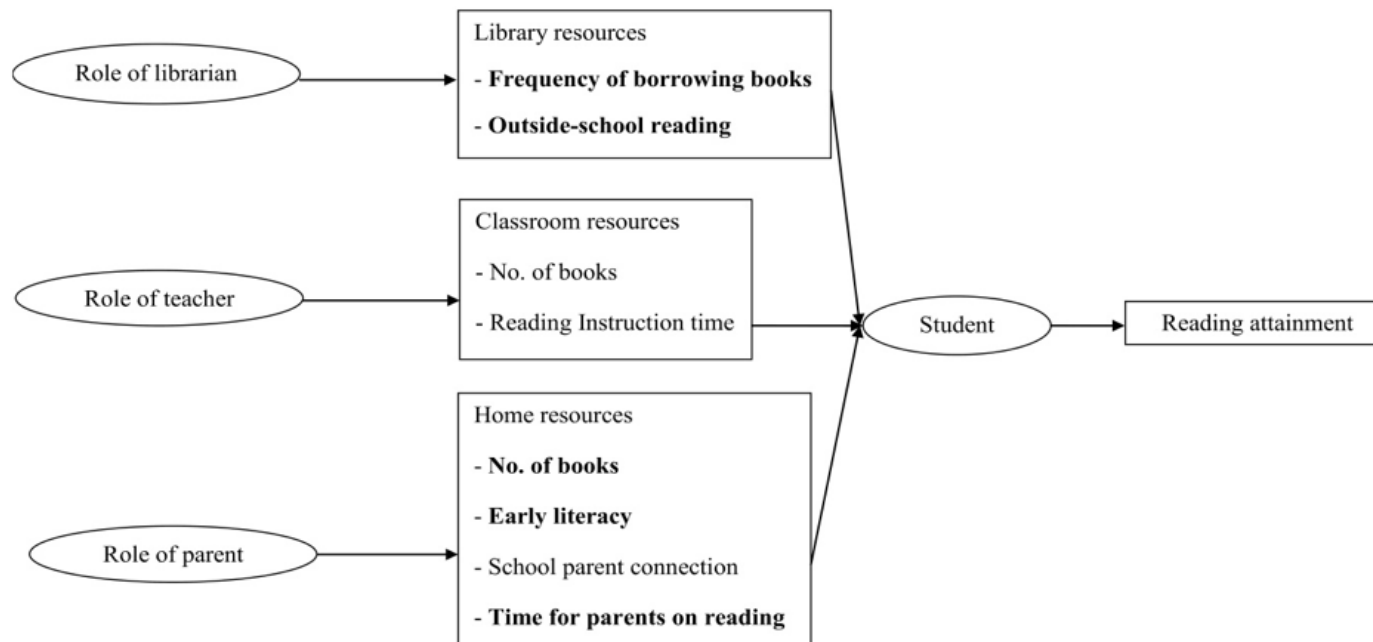 Role of librarian
Library resources
- Frequency of borrowing books
- Outside-school reading
Role of teacher
Classroom resources
- No. of books
- Reading Instruction time
Student
Reading attainment
Role of parent
Home resources
- No. of books
- Early literacy
- School parent connection
- Time for parents on reading